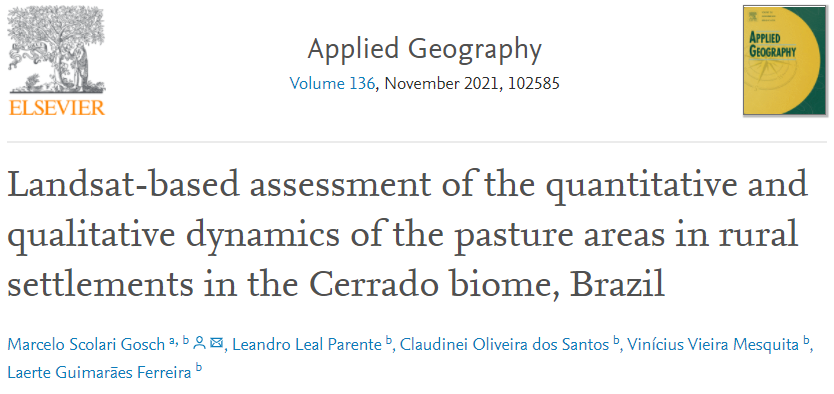 Applied Geography
Volume 136, November 2021, 102585
ELSEVIER
APPLIED
GEOGRAPHY
Landsat-based assessment of the quantitative and
qualitative dynamics of the pasture areas in rural
settlements in the Cerrado biome, Brazil
Marcelo Scolari Gosch a, b, Leandro Leal Parente b, Claudinei Oliveira dos Santos b, Vinícius Vieira Mesquita b,
Laerte Guimarães Ferreira b